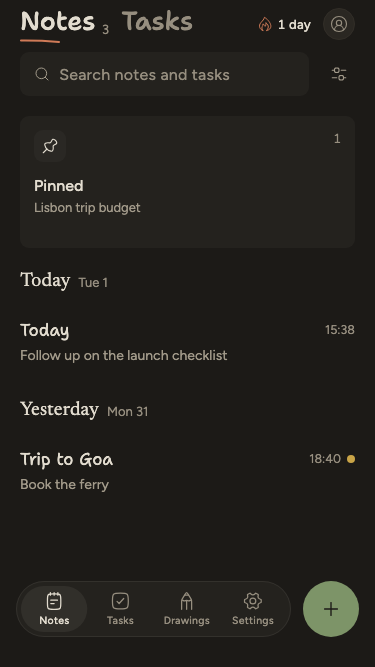 Notes 3 Tasks 1 day
Search notes and tasks
1
Pinned
Lisbon trip budget
Today Tue 1
Today 15:38
Follow up on the launch checklist
Yesterday Mon 31
Trip to Goa 18:40
Book the ferry
Notes Tasks Drawings Settings